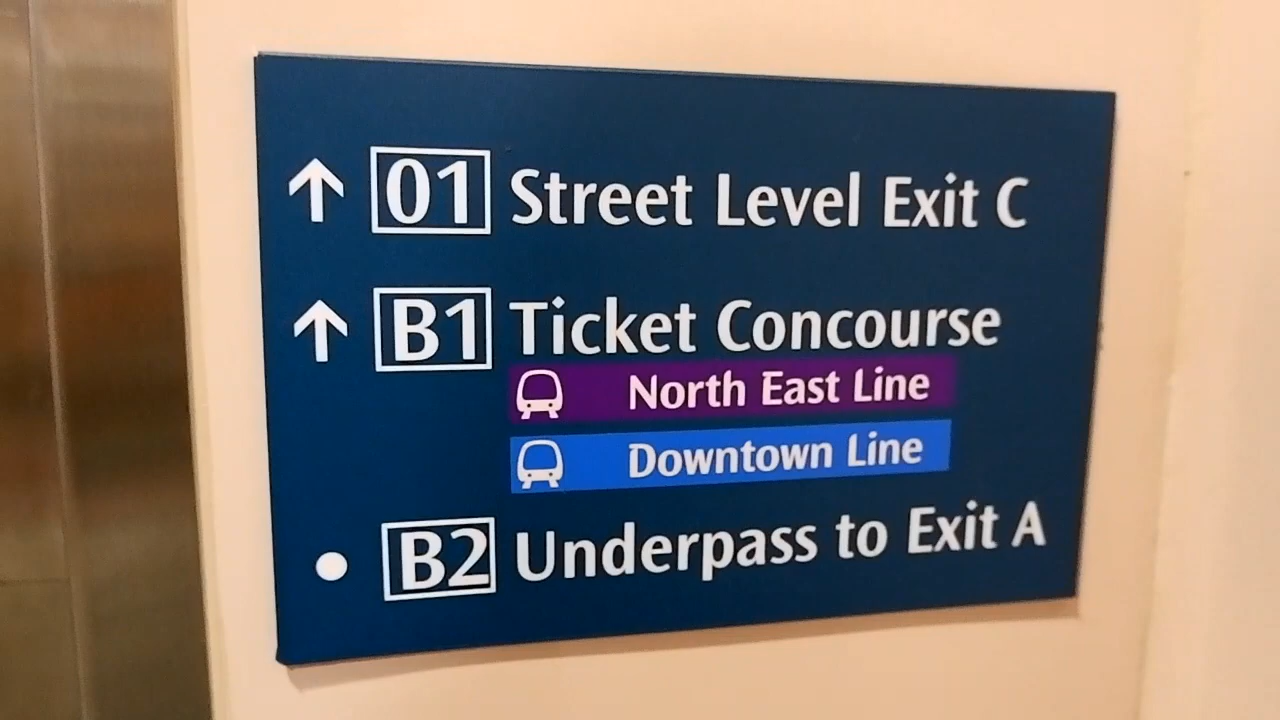 01 Street Level Exit C
B1 Ticket Concourse
North East Line
Downtown Line
B2 Underpass to Exit A